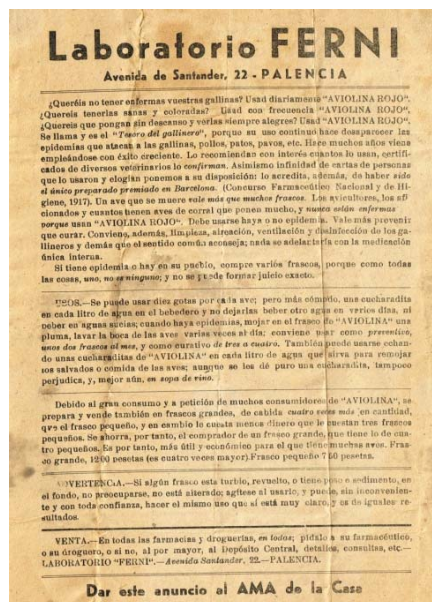 Laboratorio FERNI
Avenida de Santander, 22 - PALENCIA
¿Queréis no tener enfermas vuestras gallinas? Usad diariamente "AVIOLINA ROJO".
¿Quereis tenerlas sanas y coloradas? Usad con frecuencia "AVIOLINA ROJO".
¿Quereis que pongan sin descanso y verlas siempre alegres? Usad "AVIOLINA ROJO".
Se llama y es el "Tesoro del gallinero", porque su uso continuo hace desaparecer las
epidemias que atacan a las gallinas, pollos, patos, pavos, etc. Hace muchos años viene
empleándose con éxito creciente. Lo recomiendan con interés cuantos lo usan, certifi-
cados de diversos veterinarios lo confirman. Asimismo infinidad de cartas de personas
que lo usaron y elogian ponemos a su disposición: lo acredita, además, de haber sido
el único preparado premiado en Barcelona. (Concurso Farmacéutico Nacional y de Hi-
giene, 1917). Un ave que se muere vale más que muchos frascos. Los avicultores, los afi-
cionados y cuantos tienen aves de corral que ponen mucho, y nunca están enfermas
porque usan "AVIOLINA ROJO". Debe usarse haya o no epidemia. Vale más prevenir
que curar. Conviene, además, limpieza, aireación, ventilación y desinfección de los ga-
llineros y demás que el sentido común aconseja; nada se adelantaría con la medicación
única interna.
Si tiene epidemia o hay en su pueblo, compre varios frascos, porque como todas
las cosas, uno, no es ninguno; y no se puede formar juicio exacto.
USOS.—Se puede usar diez gotas por cada ave; pero más cómodo, una cucharadita
en cada litro de agua en el bebedero y no dejarlas beber otro agua en varios días, ni
beber en aguas sucias; cuando haya epidemias, mojar en el frasco de "AVIOLINA" una
pluma, lavar la boca de las aves varias veces al día; conviene usar como preventivo,
unos dos frascos al mes, y como curativo de tres a cuatro. También puede usarse echan-
do unas cucharaditas de "AVIOLINA" en cada litro de agua que sirva para remojar
los salvados o comida de las aves; aunque se les dé puro una cucharadita, tampoco
perjudica, y, mejor aún, en sopa de vino.
Debido al gran consumo y a petición de muchos consumidores de "AVIOLINA", se
prepara y vende también en frascos grandes, de cabida cuatro veces más en cantidad,
que el frasco pequeño, y en cambio le cuesta menos dinero que le cuestan tres frascos
pequeños. Se ahorra, por tanto, el comprador de un frasco grande, que tiene lo de cua-
tro pequeños. Es por tanto, más útil y económico para el que tiene muchas aves. Fras-
co grande, pesetas (es cuatro veces mayor). Frasco pequeño pesetas.
ADVERTENCIA.—Si algún frasco esta turbio, revuelto, o tiene poso o sedimento, en
el fondo, no preocuparse, no está alterado; agitese al usarlo, y puede, sin inconvenien-
te y con toda confianza, hacer el mismo uso que si está muy claro, y es de iguales re-
sultados.
VENTA.—En todas las farmacias y droguerías, en todas; pídalo a su farmacéutico,
o su droguero, o si no, al por mayor, al Depósito Central, detalles, consultas, etc.—
LABORATORIO "FERNI".—Avenida Santander, 22.—PALENCIA.
Dar este anuncio al AMA de la Casa